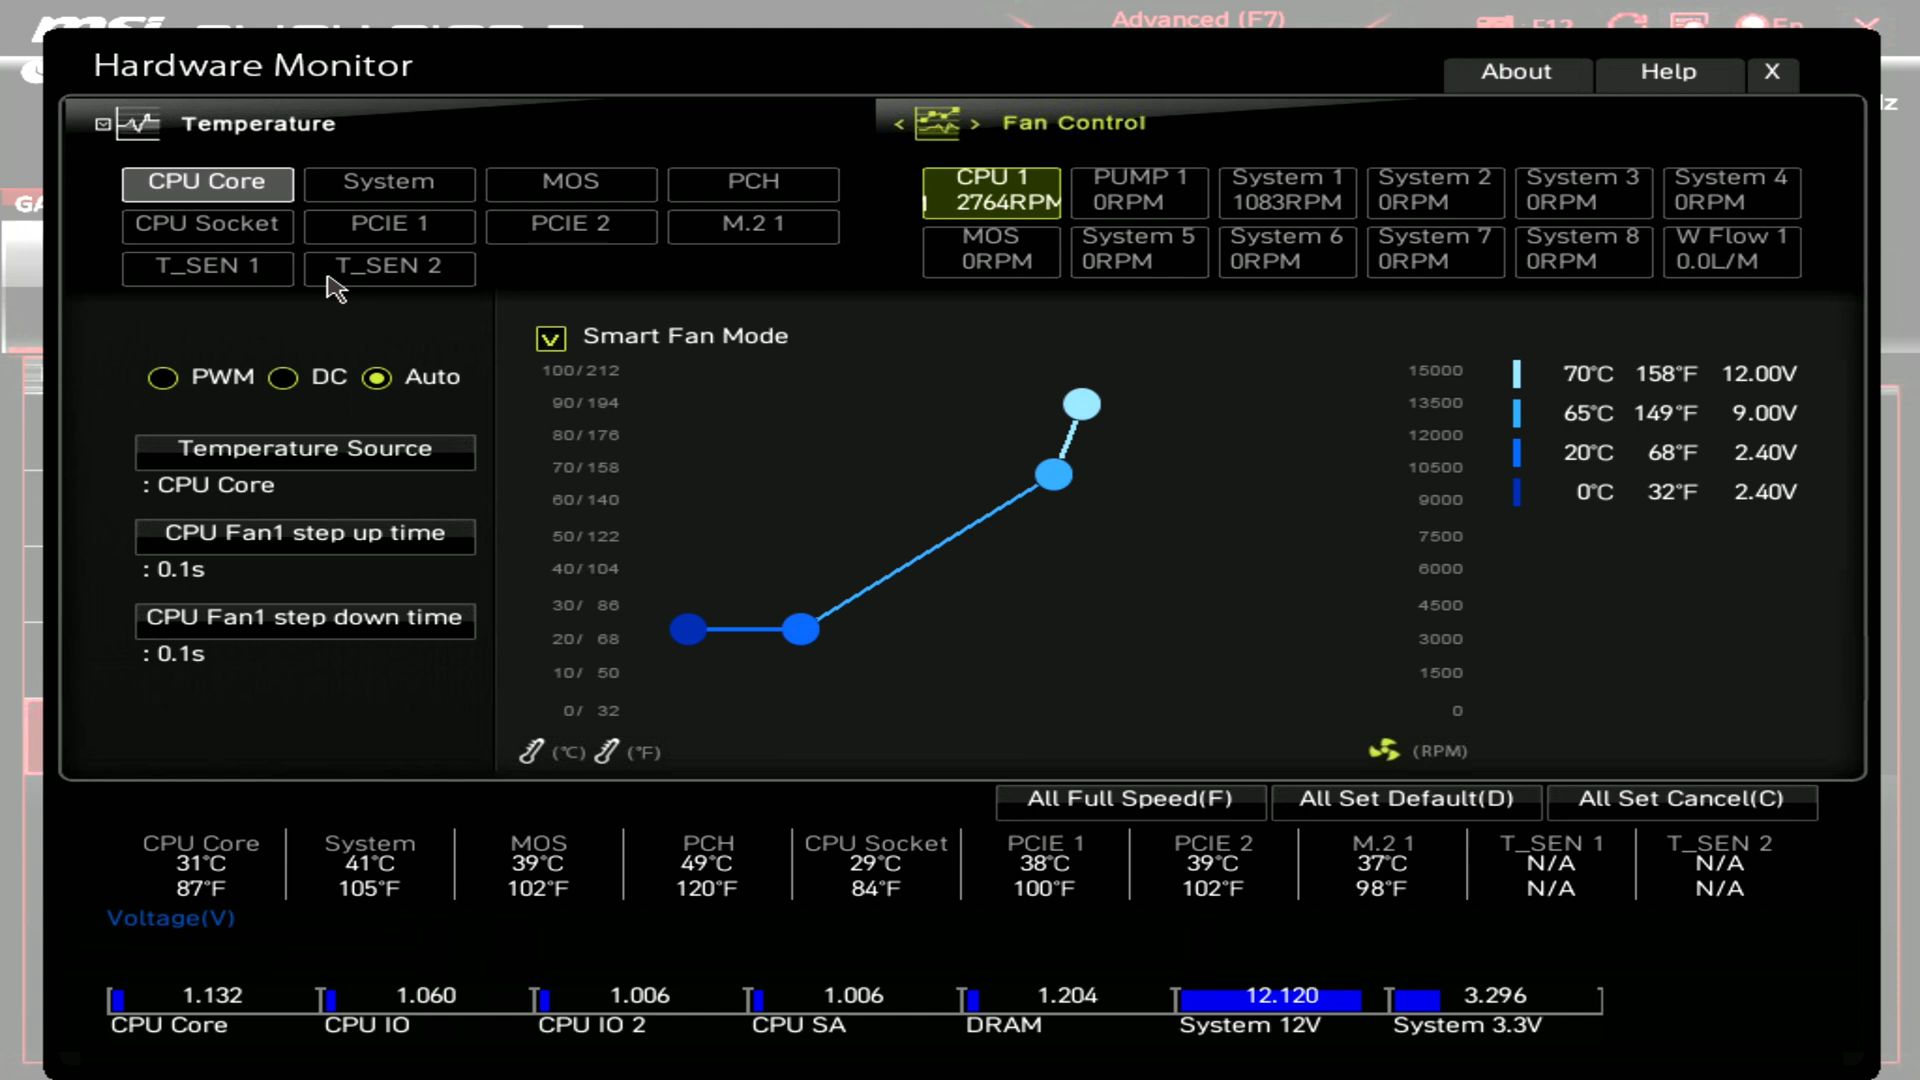 msi
Advanced (F7)
: F12
En
X
Hardware Monitor
About
Help
X
Temperature
< > Fan Control
CPU Core
System
MOS
PCH
CPU Socket
PCIE 1
PCIE 2
M.2 1
T_SEN 1
T_SEN 2
CPU 1
2764RPM
PUMP 1
0RPM
System 1
1083RPM
System 2
0RPM
System 3
0RPM
System 4
0RPM
MOS
0RPM
System 5
0RPM
System 6
0RPM
System 7
0RPM
System 8
0RPM
W Flow 1
0.0L/M
PWM DC Auto
Temperature Source
: CPU Core
CPU Fan1 step up time
: 0.1s
CPU Fan1 step down time
: 0.1s
V Smart Fan Mode
100/212
90/194
80/176
70/158
60/140
50/122
40/104
30/ 86
20/ 68
10/ 50
0/ 32
(°C) (°F)
15000
13500
12000
10500
9000
7500
6000
4500
3000
1500
0
(RPM)
70°C 158°F 12.00V
65°C 149°F 9.00V
20°C 68°F 2.40V
0°C 32°F 2.40V
All Full Speed(F)
All Set Default(D)
All Set Cancel(C)
CPU Core
31°C
87°F
System
41°C
105°F
MOS
39°C
102°F
PCH
49°C
120°F
CPU Socket
29°C
84°F
PCIE 1
38°C
100°F
PCIE 2
39°C
102°F
M.2 1
37°C
98°F
T_SEN 1
N/A
N/A
T_SEN 2
N/A
N/A
Voltage(V)
1.132
CPU Core
1.060
CPU IO
1.006
CPU IO 2
1.006
CPU SA
1.204
DRAM
12.120
System 12V
3.296
System 3.3V